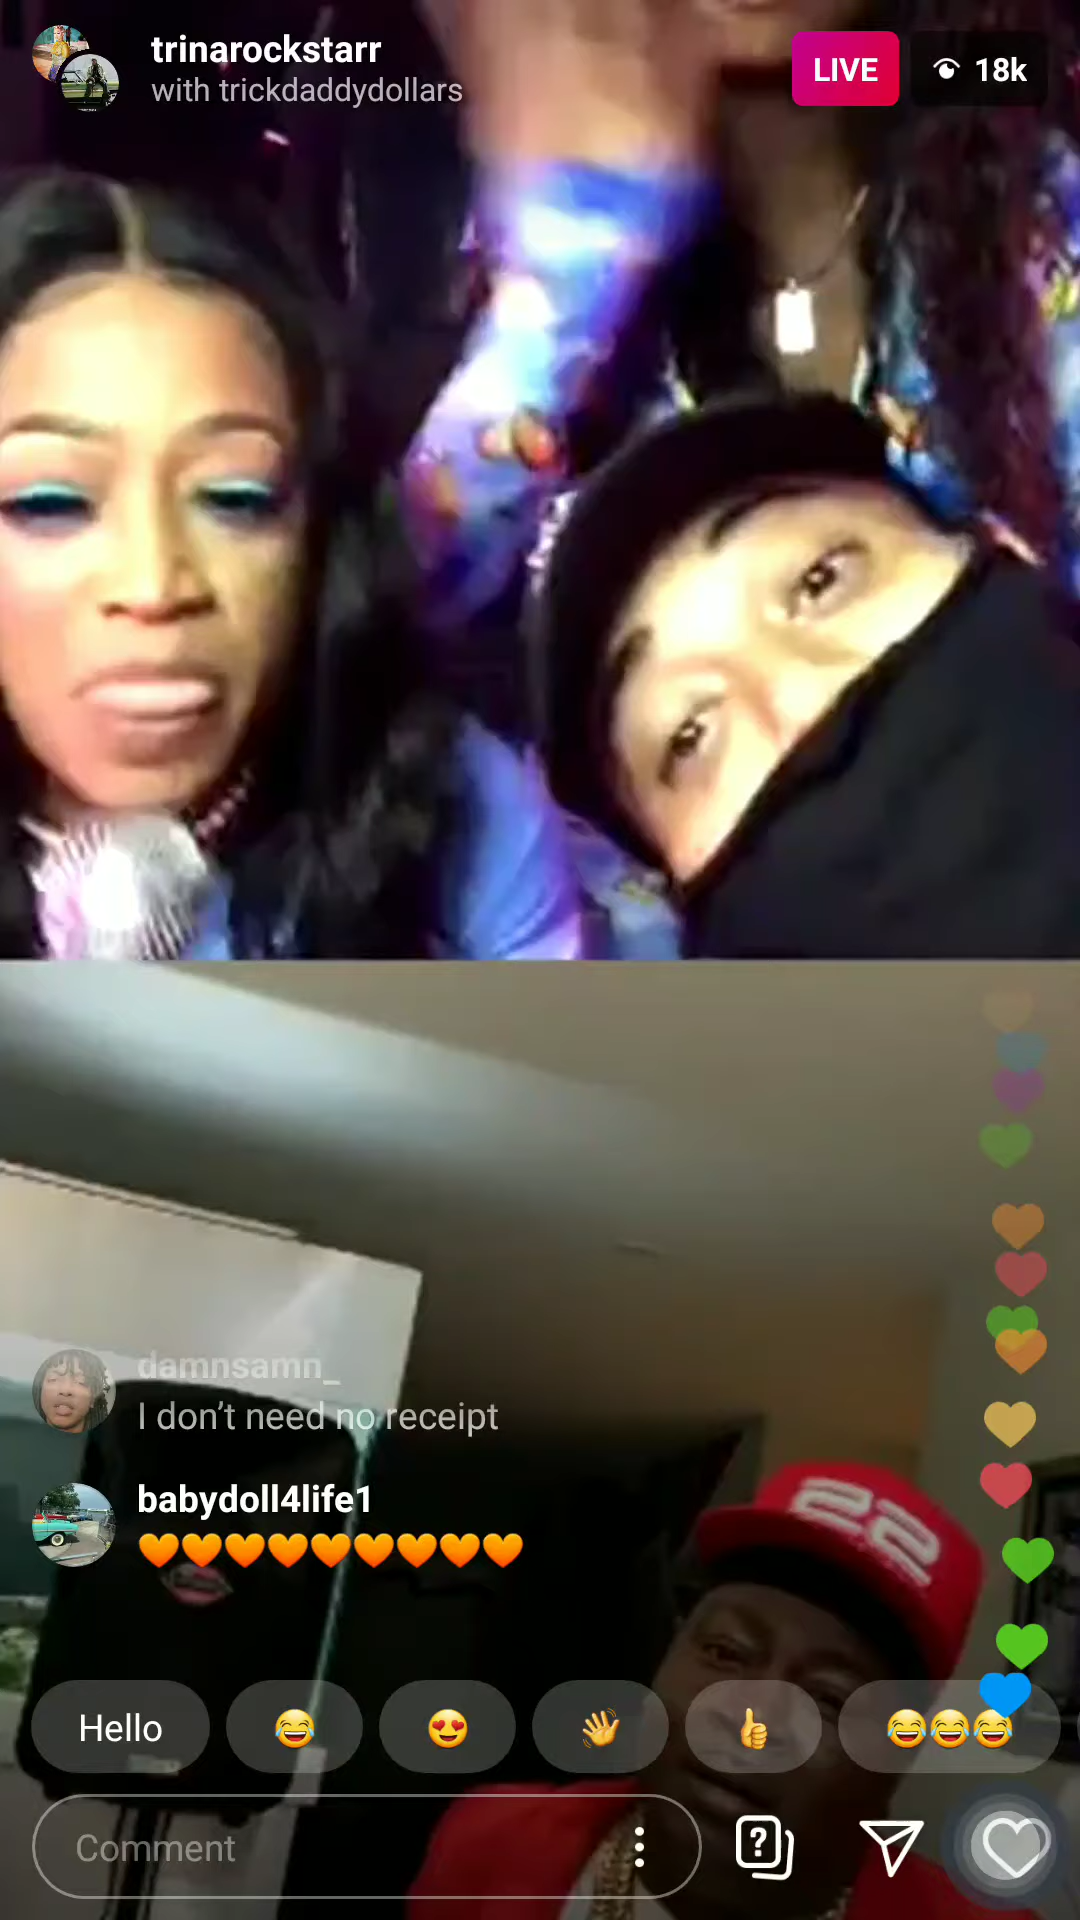 trinarockstarr
with trickdaddydollars
LIVE
18k
damnsamn_
I don't need no receipt
babydoll4life1
🧡🧡🧡🧡🧡🧡🧡🧡🧡
22
Hello
😂
😍
👋
👍
😂😂😂
Comment